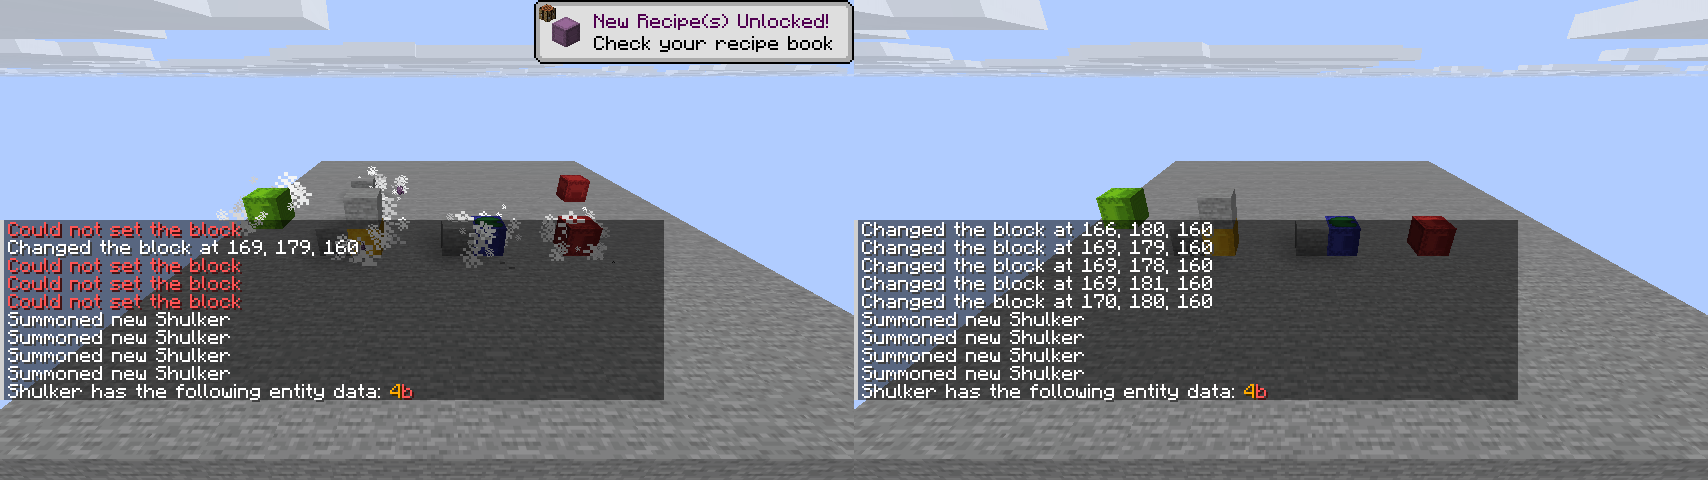 New Recipe(s) Unlocked!
Check your recipe book
Could not set the block
Changed the block at 169, 179, 160
Could not set the block
Could not set the block
Could not set the block
Summoned new Shulker
Summoned new Shulker
Summoned new Shulker
Summoned new Shulker
Shulker has the following entity data: 4b
Changed the block at 166, 180, 160
Changed the block at 169, 179, 160
Changed the block at 169, 178, 160
Changed the block at 169, 181, 160
Changed the block at 170, 180, 160
Summoned new Shulker
Summoned new Shulker
Summoned new Shulker
Summoned new Shulker
Shulker has the following entity data: 4b